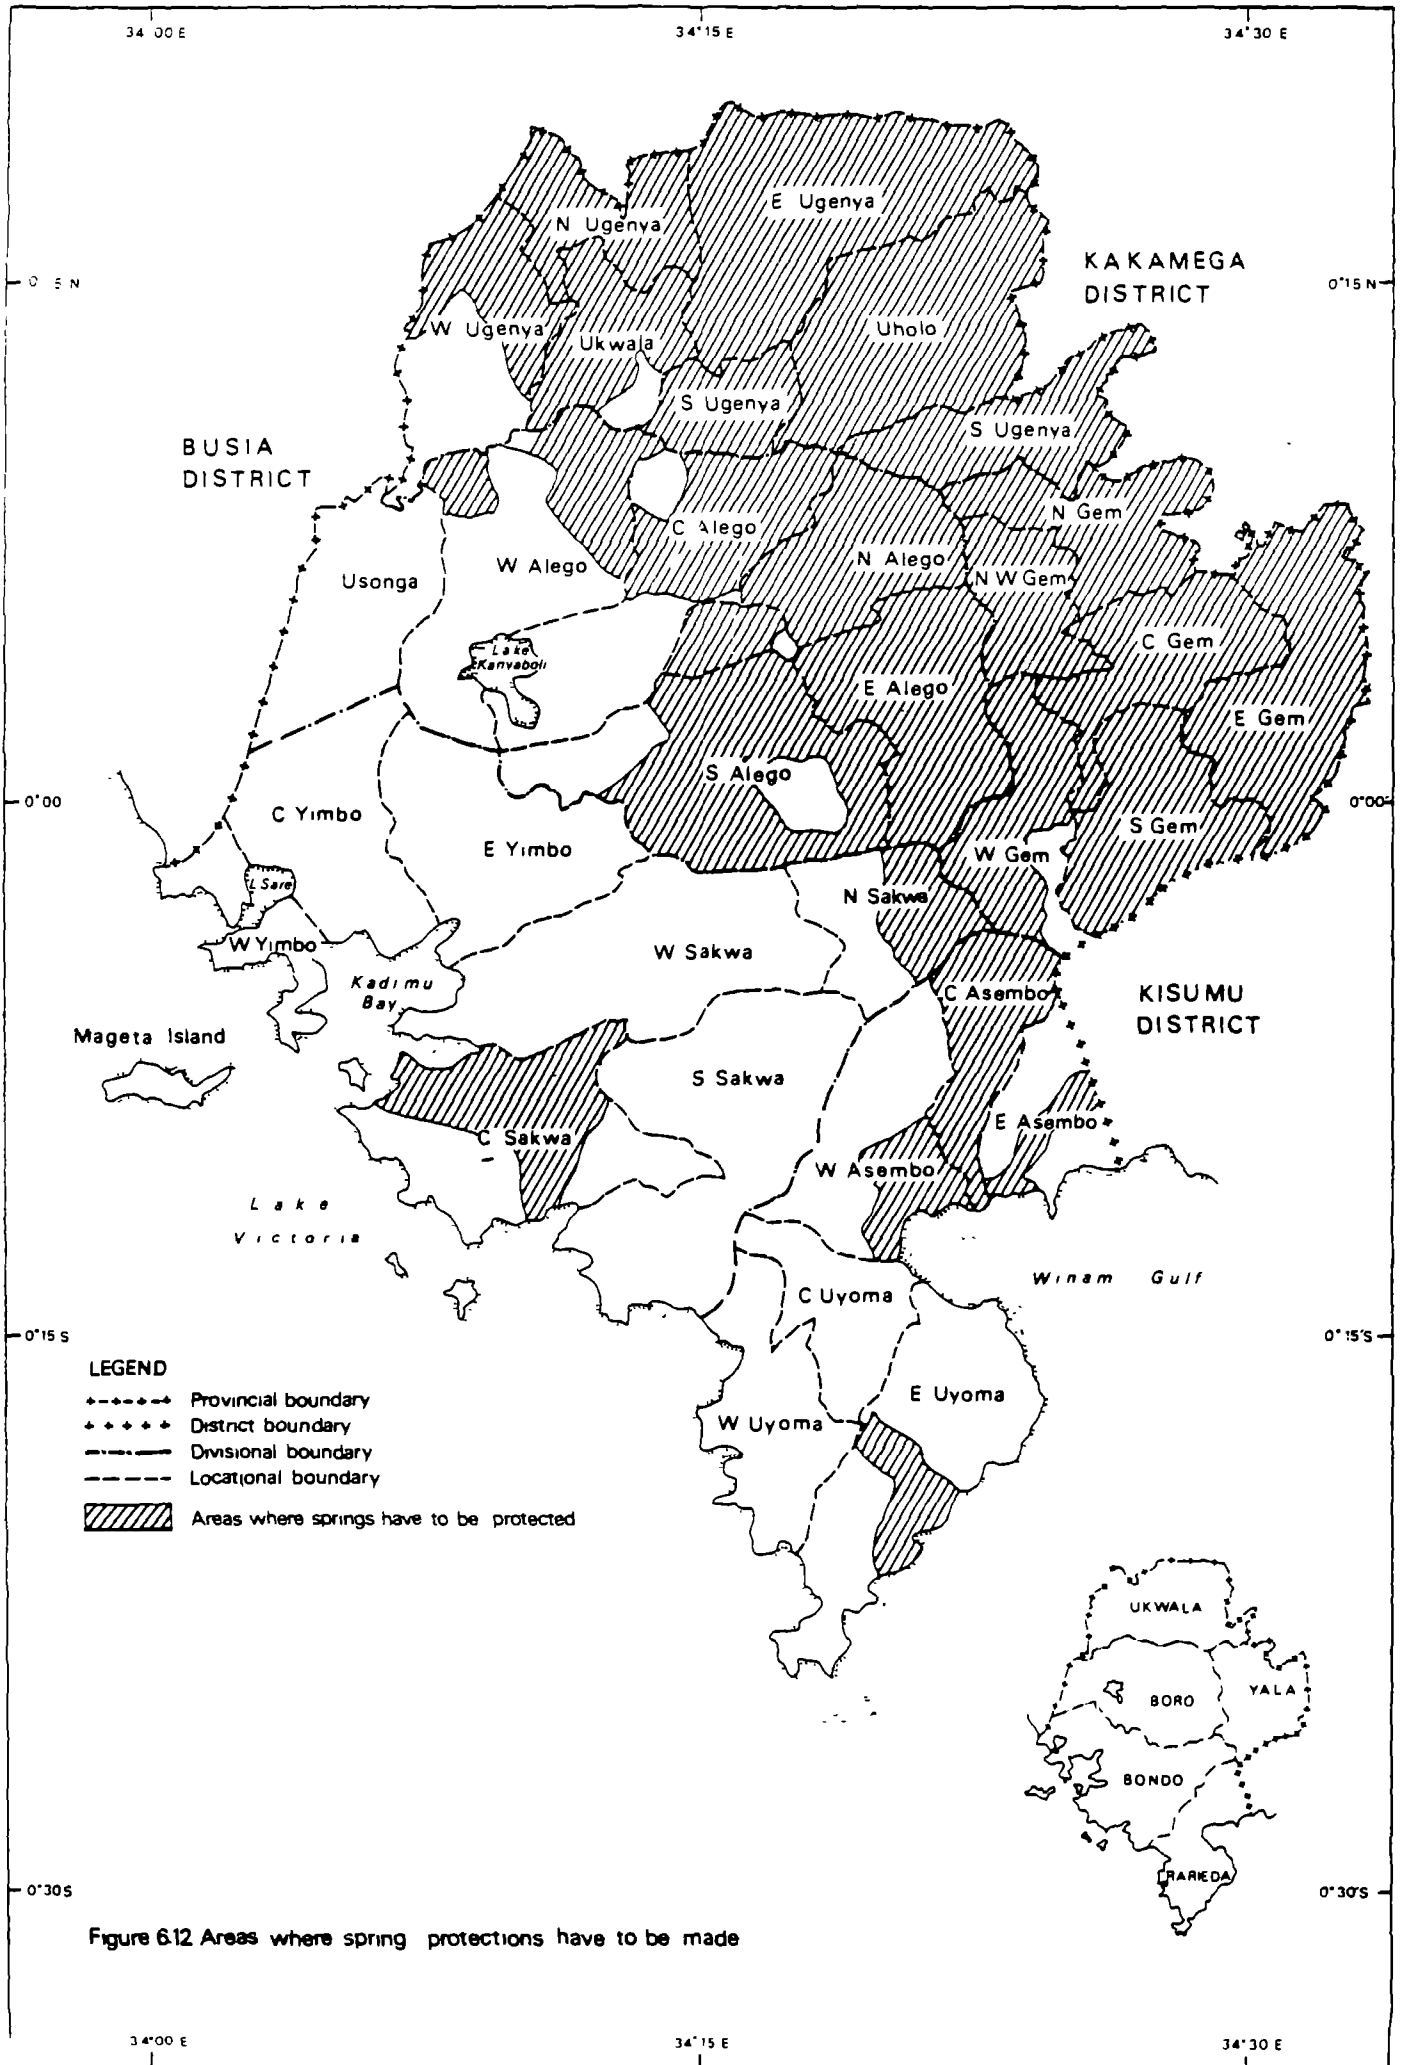 34°00 E
34°15 E
34°30 E
E Ugenya
N Ugenya
KAKAMEGA
DISTRICT
0°15 N
W Ugenya
Ukwala
Uholo
S Ugenya
S Ugenya
BUSIA
DISTRICT
N Gem
C Alego
W Alego
N Alego
N W Gem
Usonga
Lake
Kanyaboli
C Gem
E Alego
E Gem
S Alego
0°00
0°00
C Yimbo
S Gem
E Yimbo
W Gem
L Sare
N Sakwa
W Yimbo
W Sakwa
Kadimu
Bay
C Asembo
KISUMU
DISTRICT
Mageta Island
S Sakwa
E Asembo
C Sakwa
W Asembo
Lake
Victoria
Winam Gulf
C Uyoma
0°15 S
0°15'S
LEGEND
Provincial boundary
District boundary
Divisional boundary
Locational boundary
Areas where springs have to be protected
E Uyoma
W Uyoma
UKWALA
BORO
YALA
BONDO
RARIEDA
0°30S
0°30'S
Figure 6.12 Areas where spring protections have to be made
34°00 E
34°15 E
34°30 E